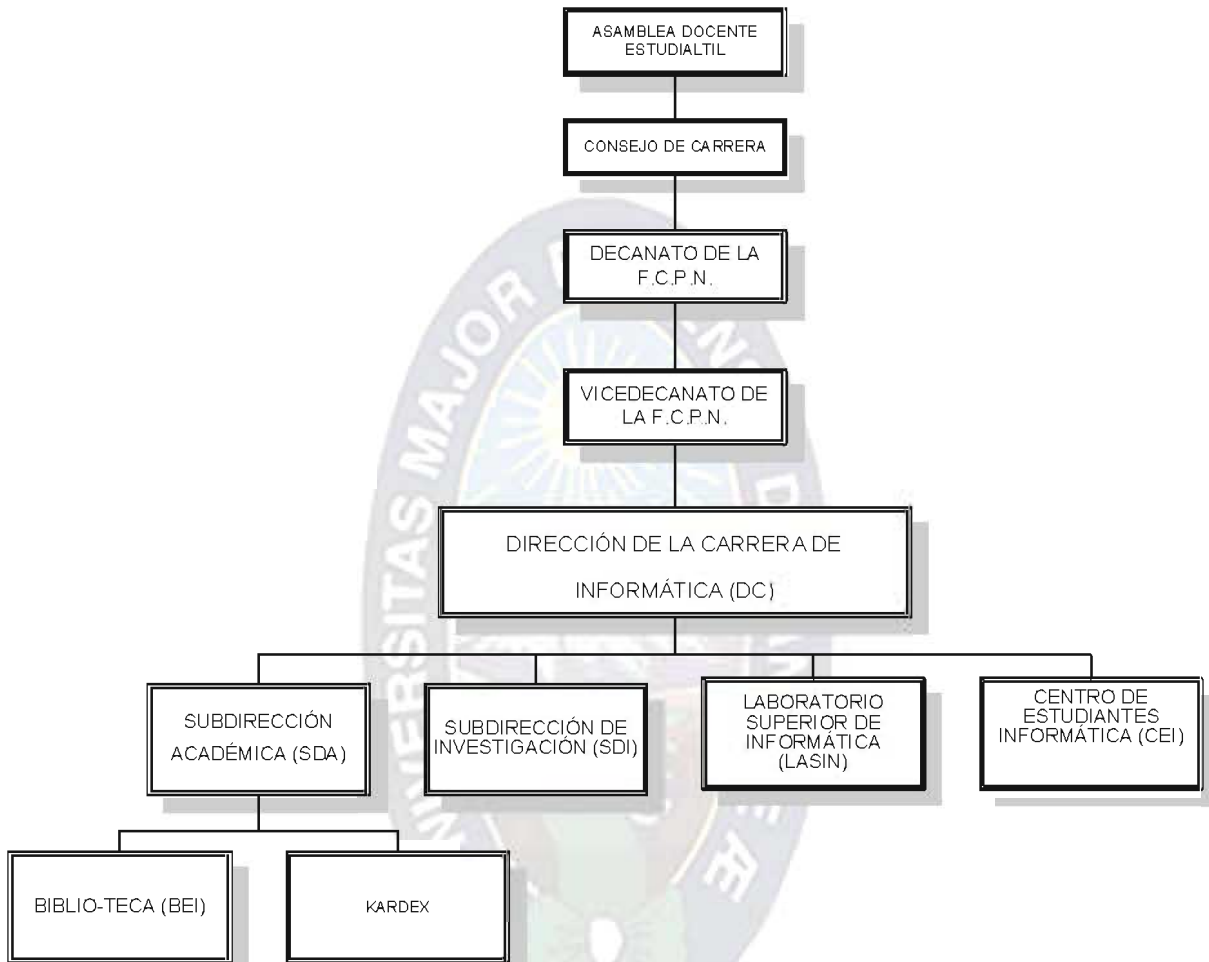 ASAMBLEA DOCENTE
ESTUDIALTIL
CONSEJO DE CARRERA
DECANATO DE LA
F.C.P.N.
VICEDECANATO DE
LA F.C.P.N.
DIRECCIÓN DE LA CARRERA DE
INFORMÁTICA (DC)
SUBDIRECCIÓN
ACADÉMICA (SDA)
SUBDIRECCIÓN DE
INVESTIGACIÓN (SDI)
LABORATORIO
SUPERIOR DE
INFORMÁTICA
(LASIN)
CENTRO DE
ESTUDIANTES
INFORMÁTICA (CEI)
BIBLIO-TECA (BEI)
KARDEX
MAJOR